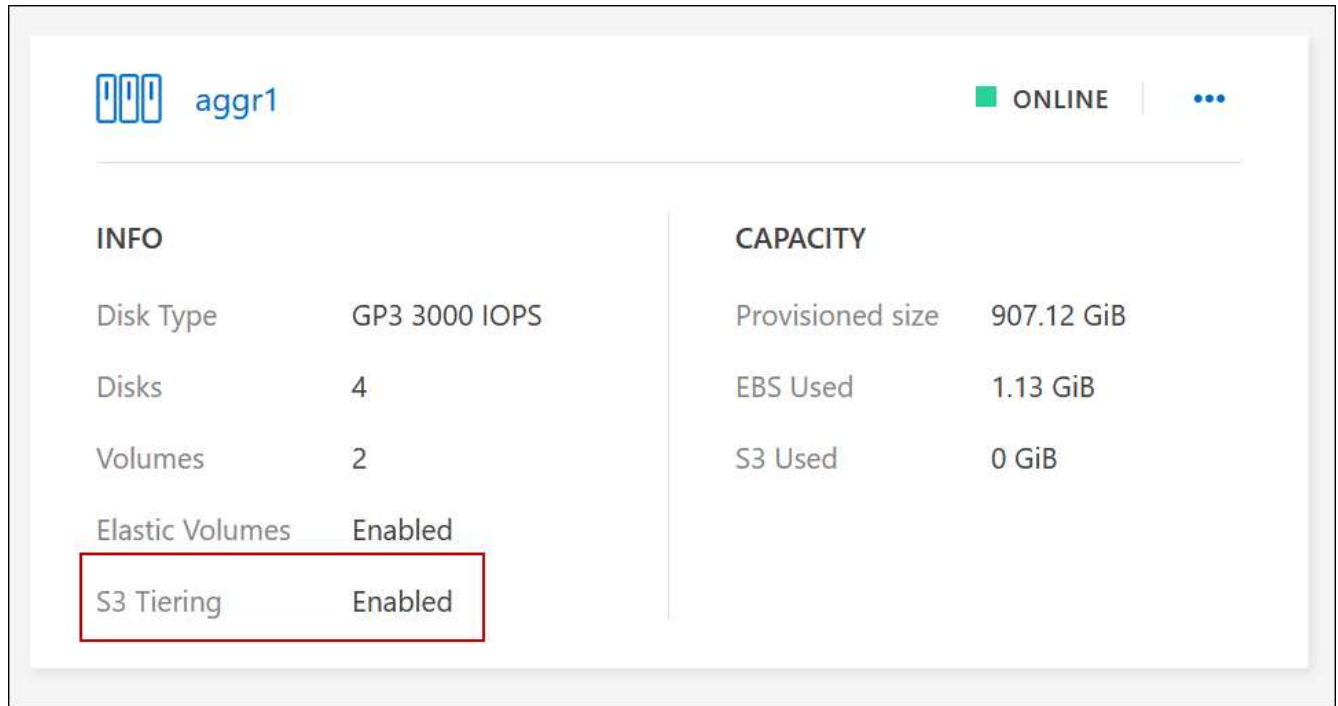 aggr1
ONLINE
INFO
Disk Type GP3 3000 IOPS
Disks 4
Volumes 2
Elastic Volumes Enabled
S3 Tiering Enabled
CAPACITY
Provisioned size 907.12 GiB
EBS Used 1.13 GiB
S3 Used 0 GiB